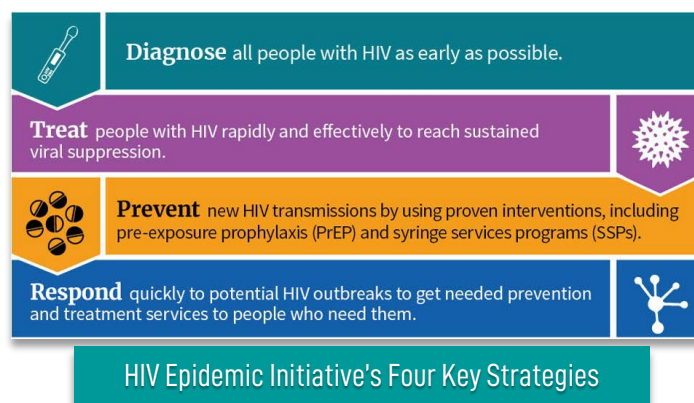 Diagnose all people with HIV as early as possible.
Treat people with HIV rapidly and effectively to reach sustained
viral suppression.
Prevent new HIV transmissions by using proven interventions, including
pre-exposure prophylaxis (PrEP) and syringe services programs (SSPs).
Respond quickly to potential HIV outbreaks to get needed prevention
and treatment services to people who need them.
HIV Epidemic Initiative's Four Key Strategies